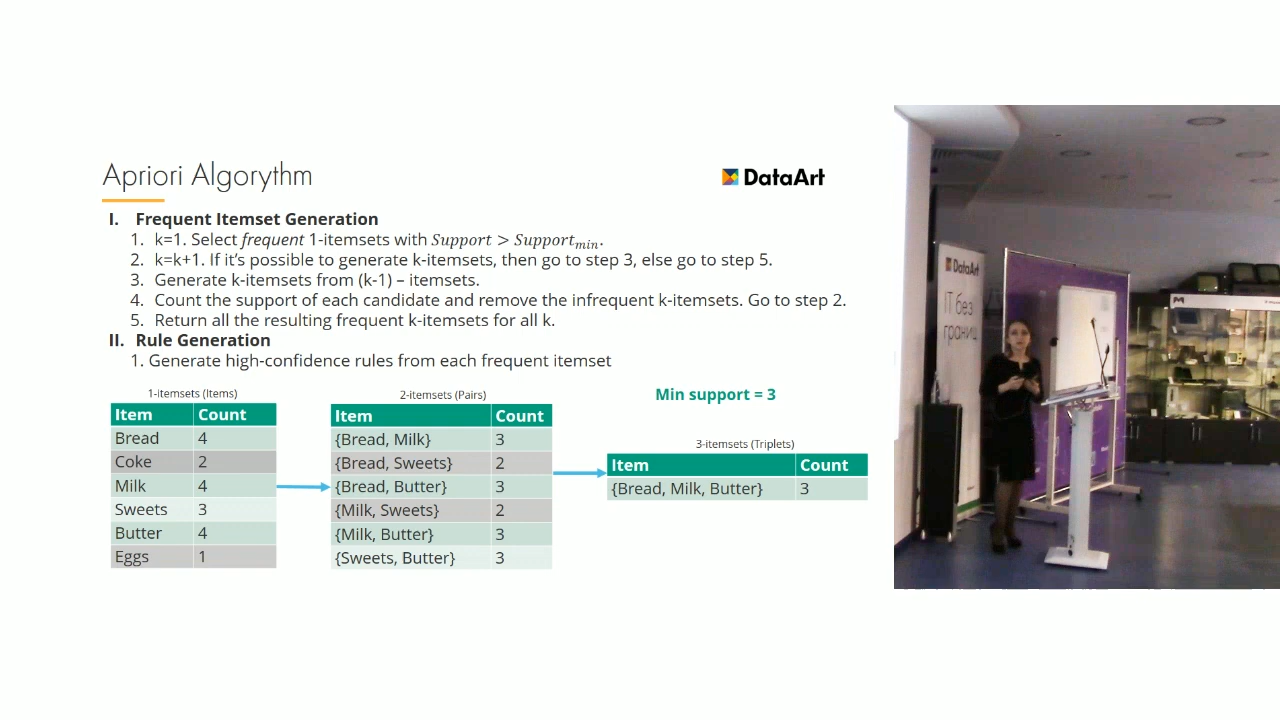 Apriori Algorythm
DataArt
I. Frequent Itemset Generation
1. k=1. Select frequent 1-itemsets with Support > Support_min.
2. k=k+1. If it's possible to generate k-itemsets, then go to step 3, else go to step 5.
3. Generate k-itemsets from (k-1) – itemsets.
4. Count the support of each candidate and remove the infrequent k-itemsets. Go to step 2.
5. Return all the resulting frequent k-itemsets for all k.
II. Rule Generation
1. Generate high-confidence rules from each frequent itemset
1-itemsets (Items)
Item Count
Bread 4
Coke 2
Milk 4
Sweets 3
Butter 4
Eggs 1
2-itemsets (Pairs)
Item Count
{Bread, Milk} 3
{Bread, Sweets} 2
{Bread, Butter} 3
{Milk, Sweets} 2
{Milk, Butter} 3
{Sweets, Butter} 3
Min support = 3
3-itemsets (Triplets)
Item Count
{Bread, Milk, Butter} 3
DataArt
IT без
границ